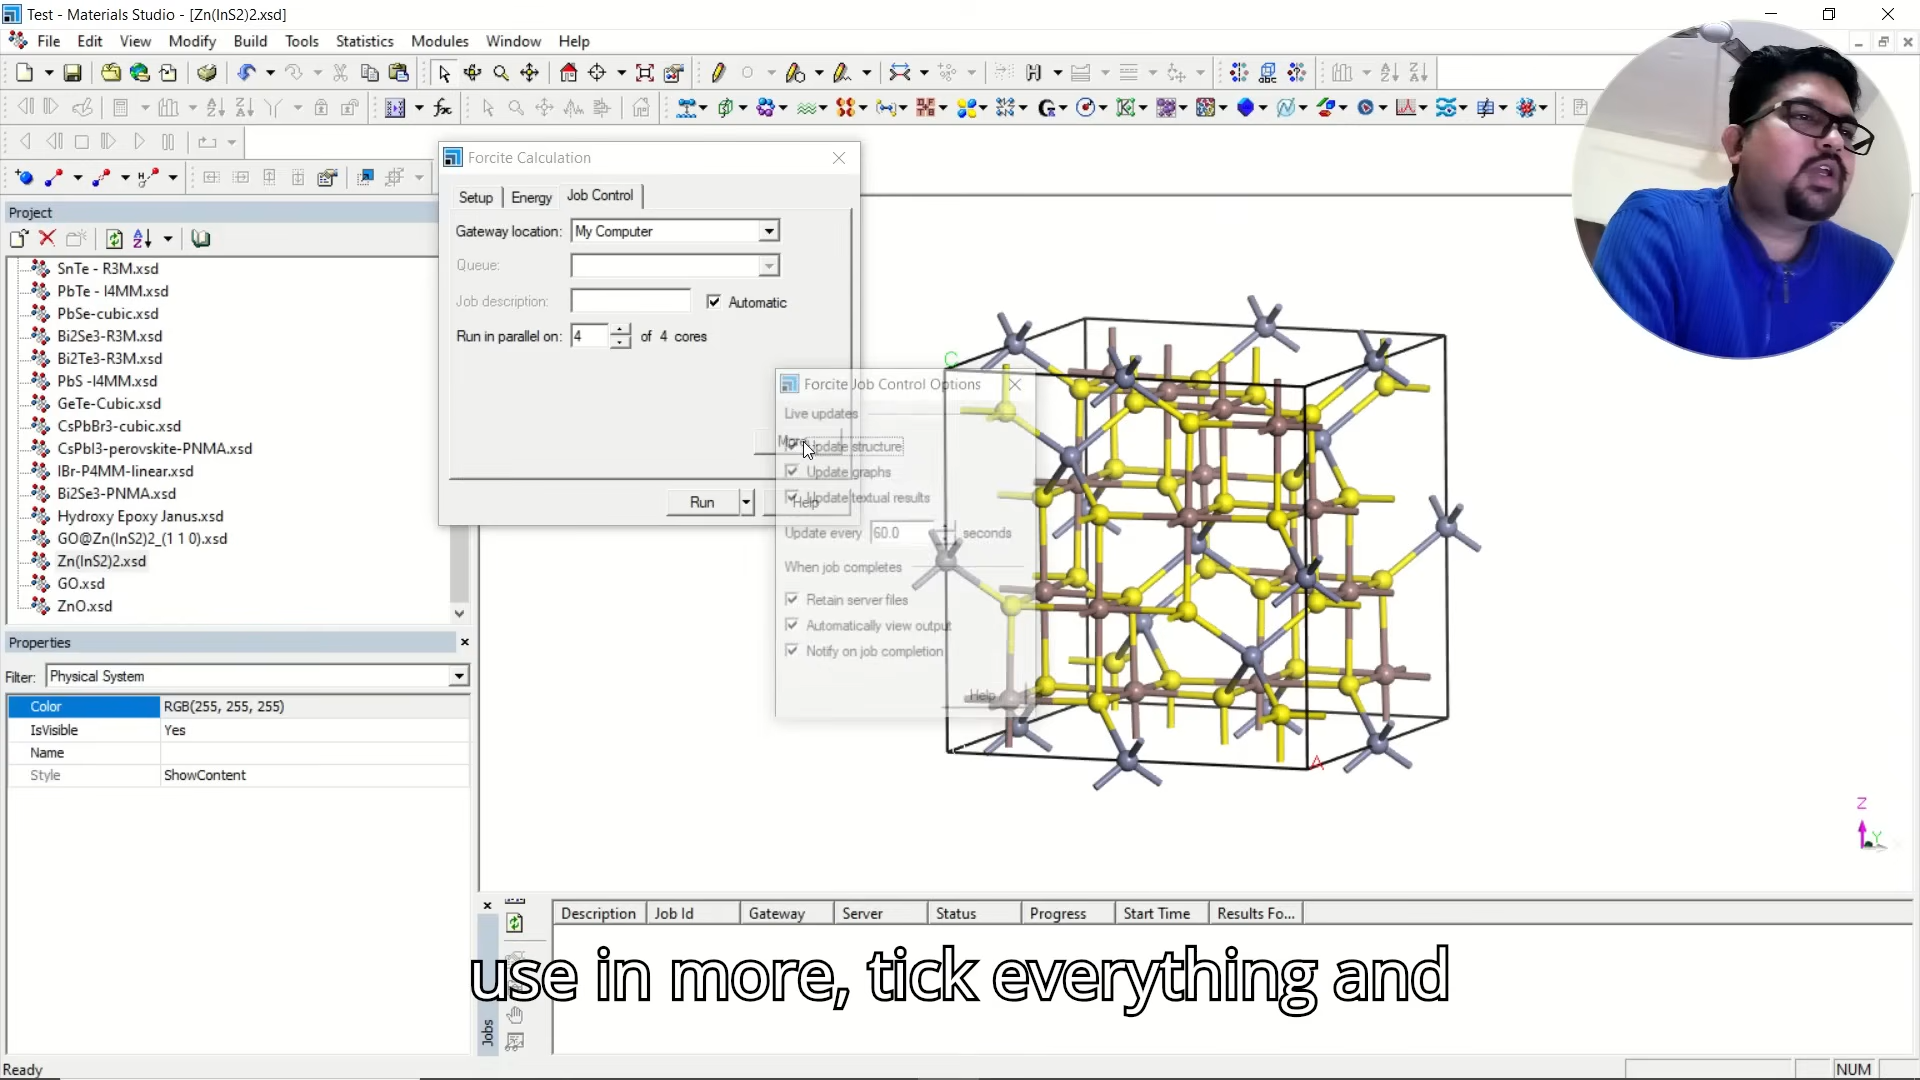 Test - Materials Studio - [Zn(InS2)2.xsd]
File Edit View Modify Build Tools Statistics Modules Window Help
Forcite Calculation
Project
Setup Energy Job Control
Gateway location: My Computer
Queue:
Job description: Automatic
Run in parallel on: 4 of 4 cores
More...
Run Help
SnTe - R3M.xsd
PbTe - I4MM.xsd
PbSe-cubic.xsd
Bi2Se3-R3M.xsd
Bi2Te3-R3M.xsd
PbS -I4MM.xsd
GeTe-Cubic.xsd
CsPbBr3-cubic.xsd
CsPbI3-perovskite-PNMA.xsd
IBr-P4MM-linear.xsd
Bi2Se3-PNMA.xsd
Hydroxy Epoxy Janus.xsd
GO@Zn(InS2)2_(1 1 0).xsd
Zn(InS2)2.xsd
GO.xsd
ZnO.xsd
Forcite Job Control Options
Live updates
Update structure
Update graphs
Update textual results
Update every 60.0 seconds
When job completes
Retain server files
Automatically view output
Notify on job completion
Help
Properties
Filter: Physical System
Color RGB(255, 255, 255)
IsVisible Yes
Name
Style ShowContent
C
A
Z
Y
Description Job Id Gateway Server Status Progress Start Time Results Fo...
Jobs
use in more, tick everything and
Ready
NUM